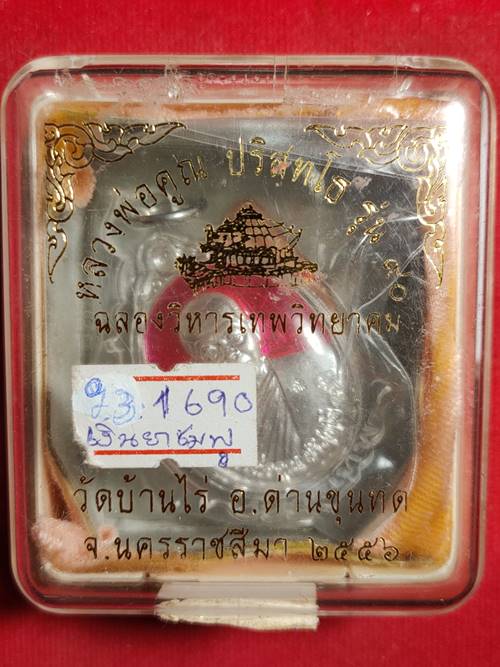 หลวงพ่อคูณ ปริสุทโธ รุ่น ๙๐
ฉลองวิหารเทพวิทยาคม
1690
เงินยาชมพู
วัดบ้านไร่ อ.ด่านขุนทด
จ.นครราชสีมา ๒๕๕๖